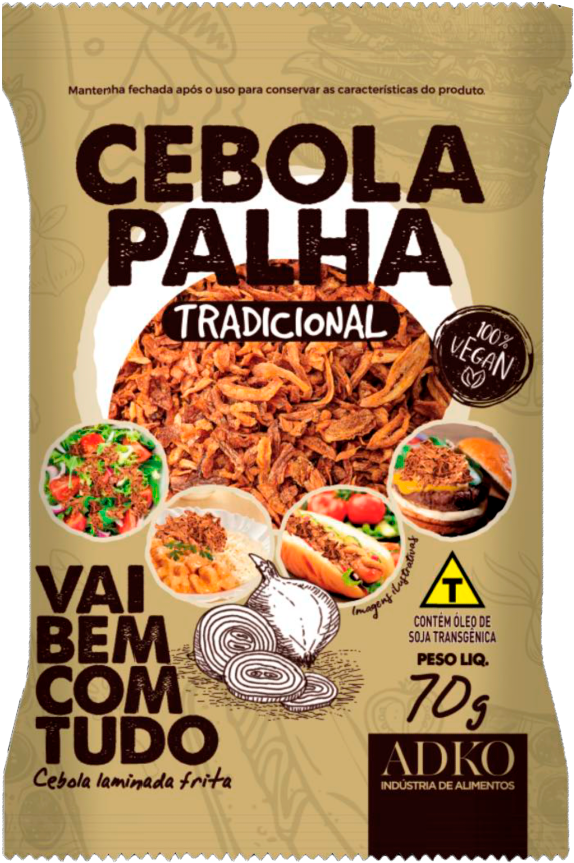 Mantenha fechada após o uso para conservar as características do produto.
CEBOLA
PALHA
TRADICIONAL
100%
VEGAN
Imagens ilustrativas
VAI
BEM
COM
TUDO
Cebola laminada frita
T
CONTÉM ÓLEO DE
SOJA TRANSGÊNICA
PESO LIQ.
70g
ADKO
INDÚSTRIA DE ALIMENTOS